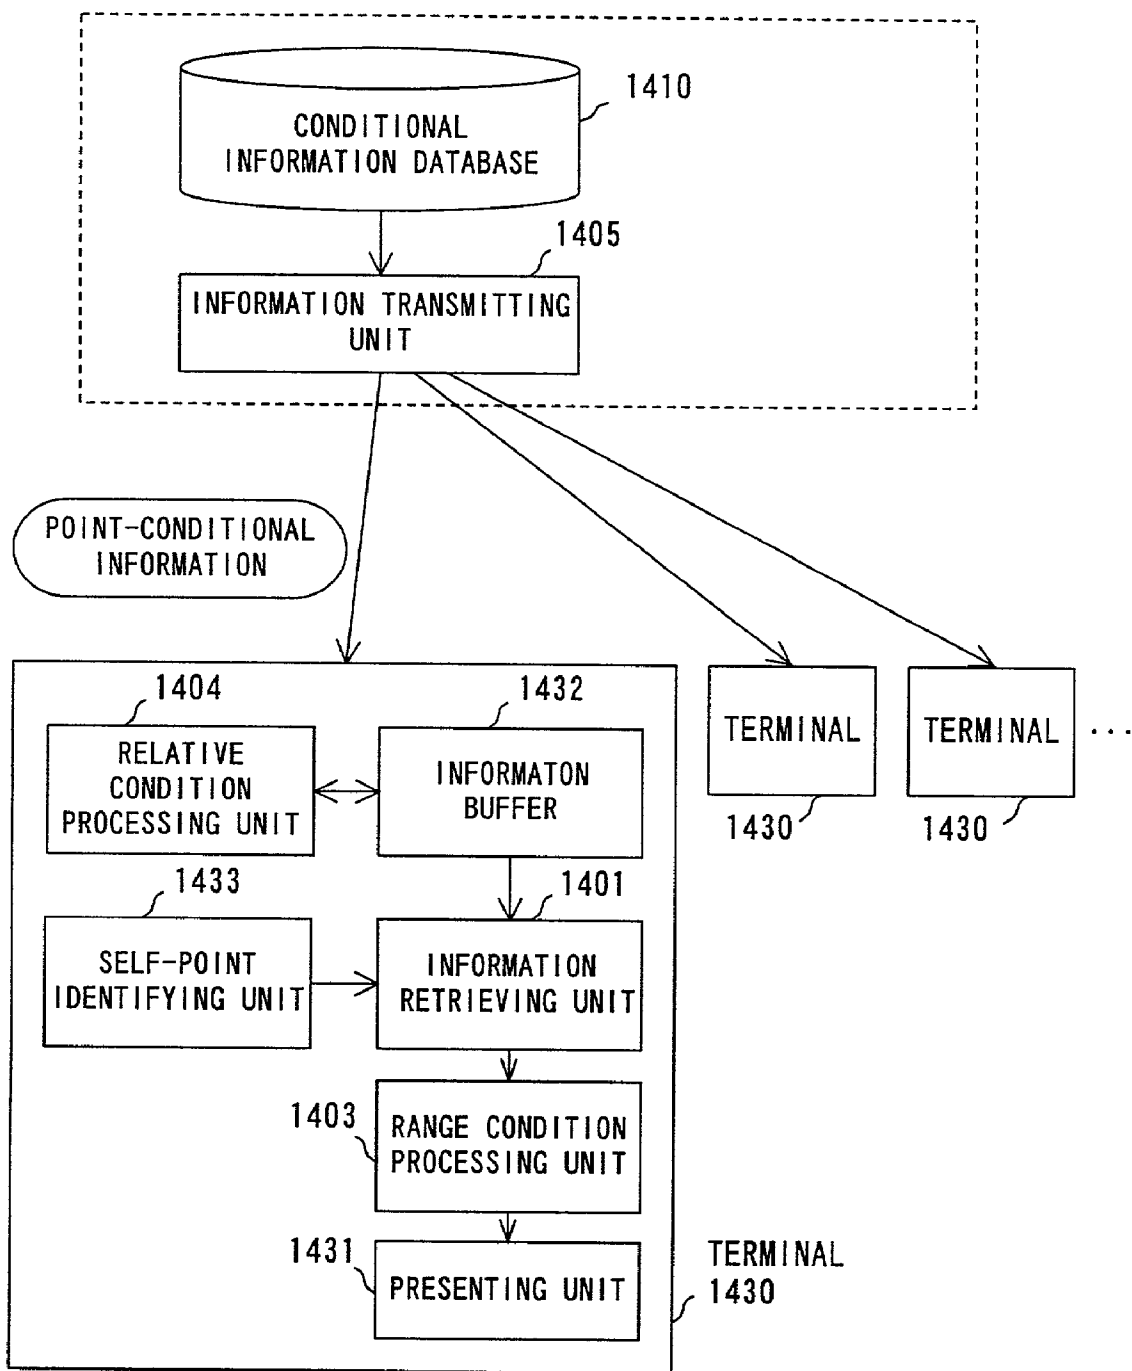 1410
CONDITIONAL
INFORMATION DATABASE
1405
INFORMATION TRANSMITTING
UNIT
POINT-CONDITIONAL
INFORMATION
1404
RELATIVE
CONDITION
PROCESSING UNIT
1432
INFORMATON
BUFFER
TERMINAL
1430
TERMINAL
1430
...
1433
SELF-POINT
IDENTIFYING UNIT
1401
INFORMATION
RETRIEVING UNIT
1403
RANGE CONDITION
PROCESSING UNIT
1431
PRESENTING UNIT
TERMINAL
1430